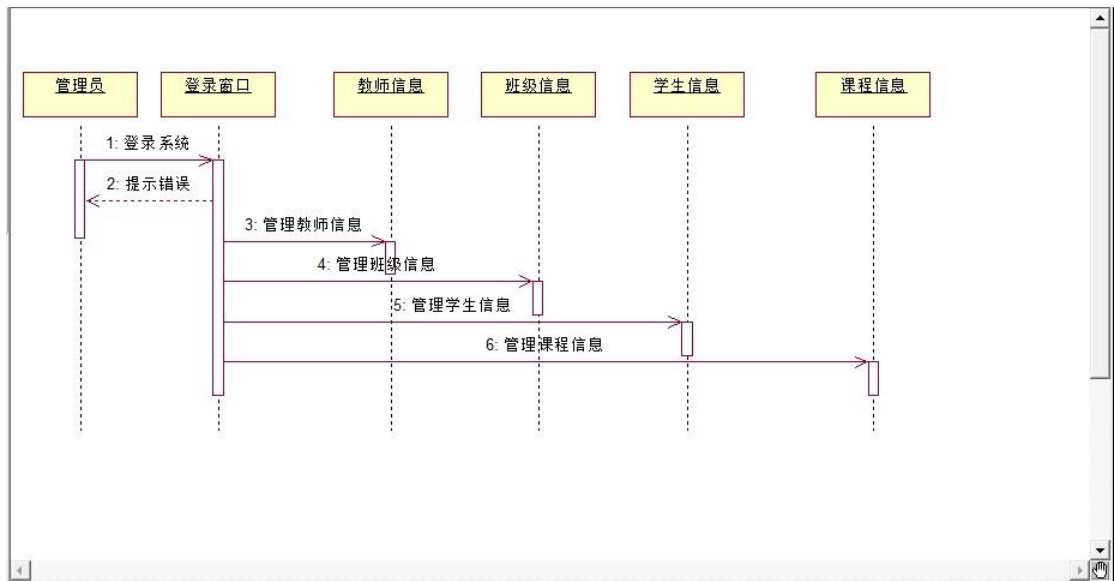 管理员
登录窗口
教师信息
班级信息
学生信息
课程信息
1: 登录系统
2: 提示错误
3: 管理教师信息
4: 管理班级信息
5: 管理学生信息
6: 管理课程信息